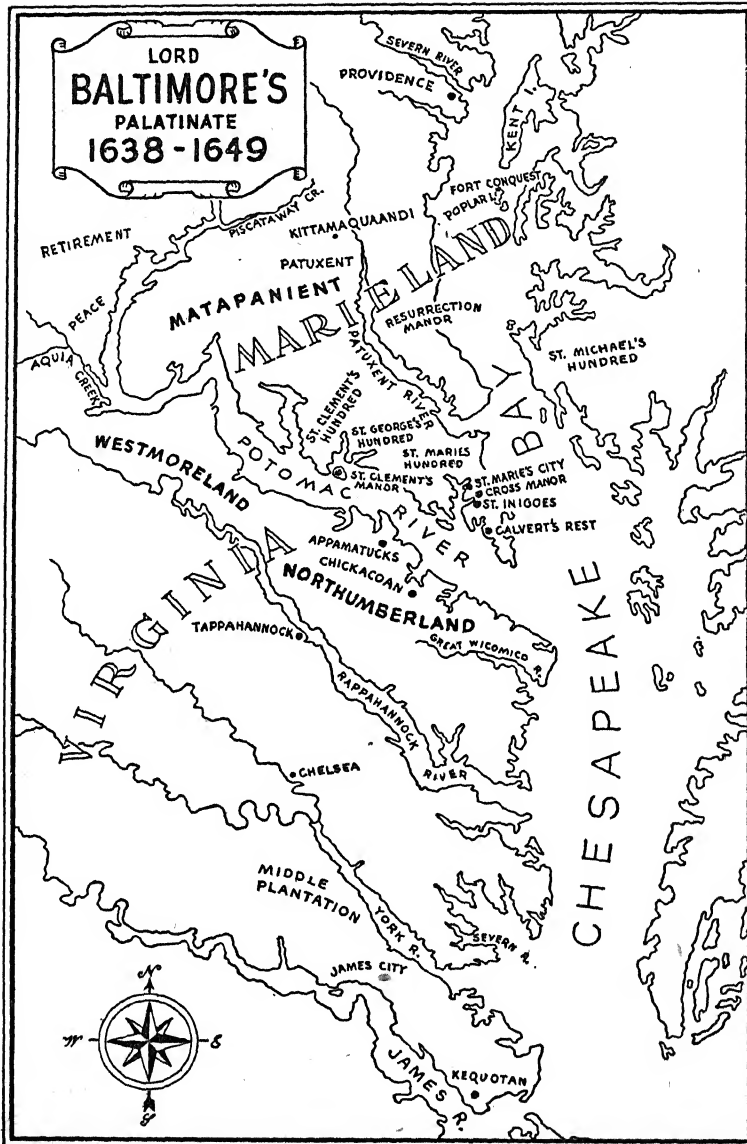 LORD
BALTIMORE'S
PALATINATE
1638-1649
SEVERN RIVER
PROVIDENCE
KENT I.
FORT CONQUEST
POPLAR I.
PISCATAWAY CR.
RETIREMENT
KITTAMAQUAANDI
PATUXENT
MATAPANIENT
MARIELAND
PEACE
RESURRECTION
MANOR
AQUIA
CREEK
PATUXENT RIVER
ST. MICHAEL'S
HUNDRED
ST. CLEMENT'S
HUNDRED
ST. GEORGE'S
HUNDRED
ST. MARIES
HUNDRED
ST. CLEMENT'S
MANOR
WESTMORELAND
POTOMAC RIVER
ST. MARIE'S CITY
CROSS MANOR
ST. INIGOES
CALVERT'S REST
APPAMATUCKS
CHICKACOAN
VIRGINIA
NORTHUMBERLAND
TAPPAHANNOCK
GREAT WICOMICO R.
RAPPAHANNOCK
RIVER
CHESAPEAKE BAY
CHELSEA
MIDDLE
PLANTATION
YORK R.
SEVERN R.
JAMES CITY
JAMES R.
KEQUOTAN
N
W
E
S